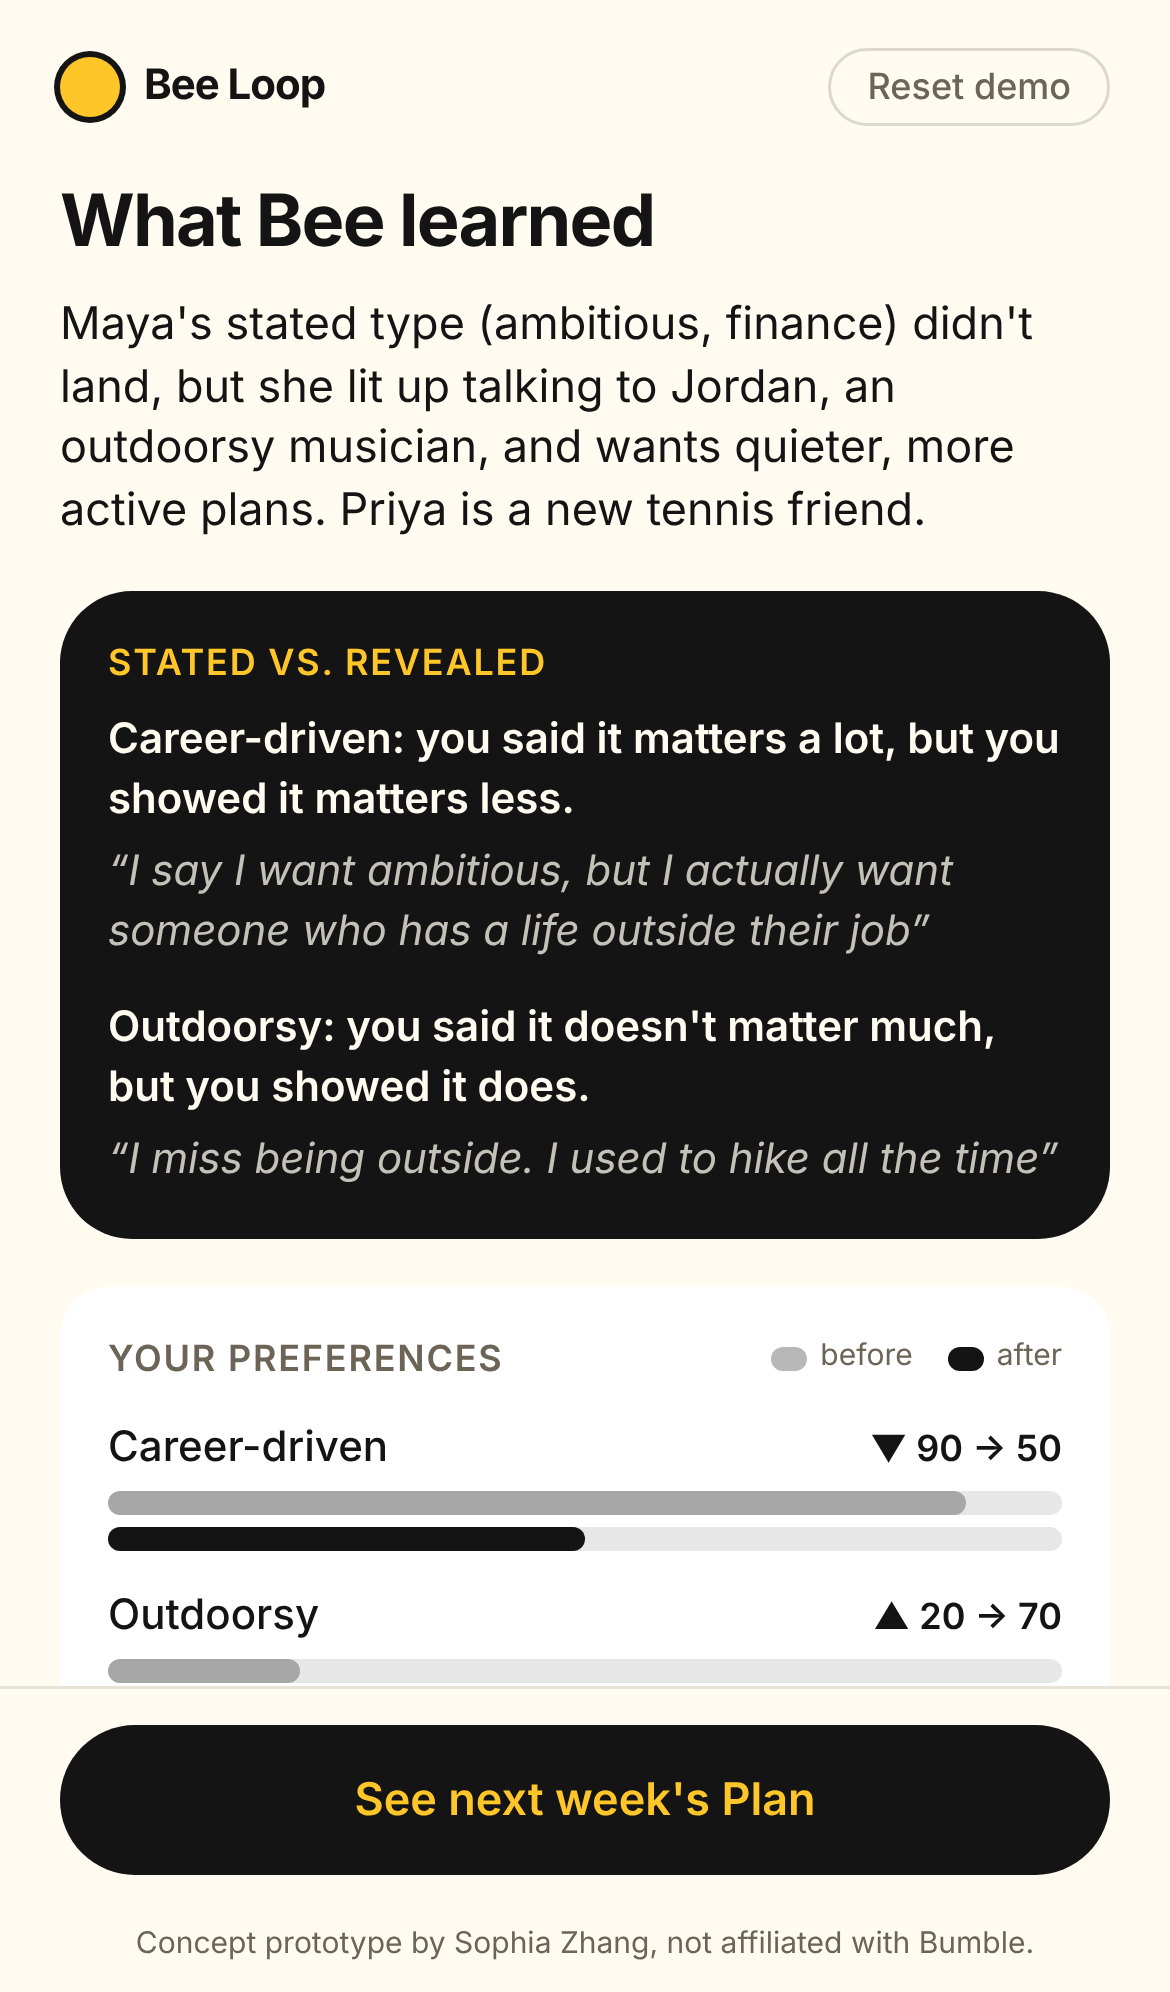 Bee Loop
Reset demo
What Bee learned
Maya's stated type (ambitious, finance) didn't
land, but she lit up talking to Jordan, an
outdoorsy musician, and wants quieter, more
active plans. Priya is a new tennis friend.
STATED VS. REVEALED
Career-driven: you said it matters a lot, but you
showed it matters less.
“I say I want ambitious, but I actually want
someone who has a life outside their job”
Outdoorsy: you said it doesn't matter much,
but you showed it does.
“I miss being outside. I used to hike all the time”
YOUR PREFERENCES
before
after
Career-driven
▼ 90 → 50
Outdoorsy
▲ 20 → 70
See next week's Plan
Concept prototype by Sophia Zhang, not affiliated with Bumble.